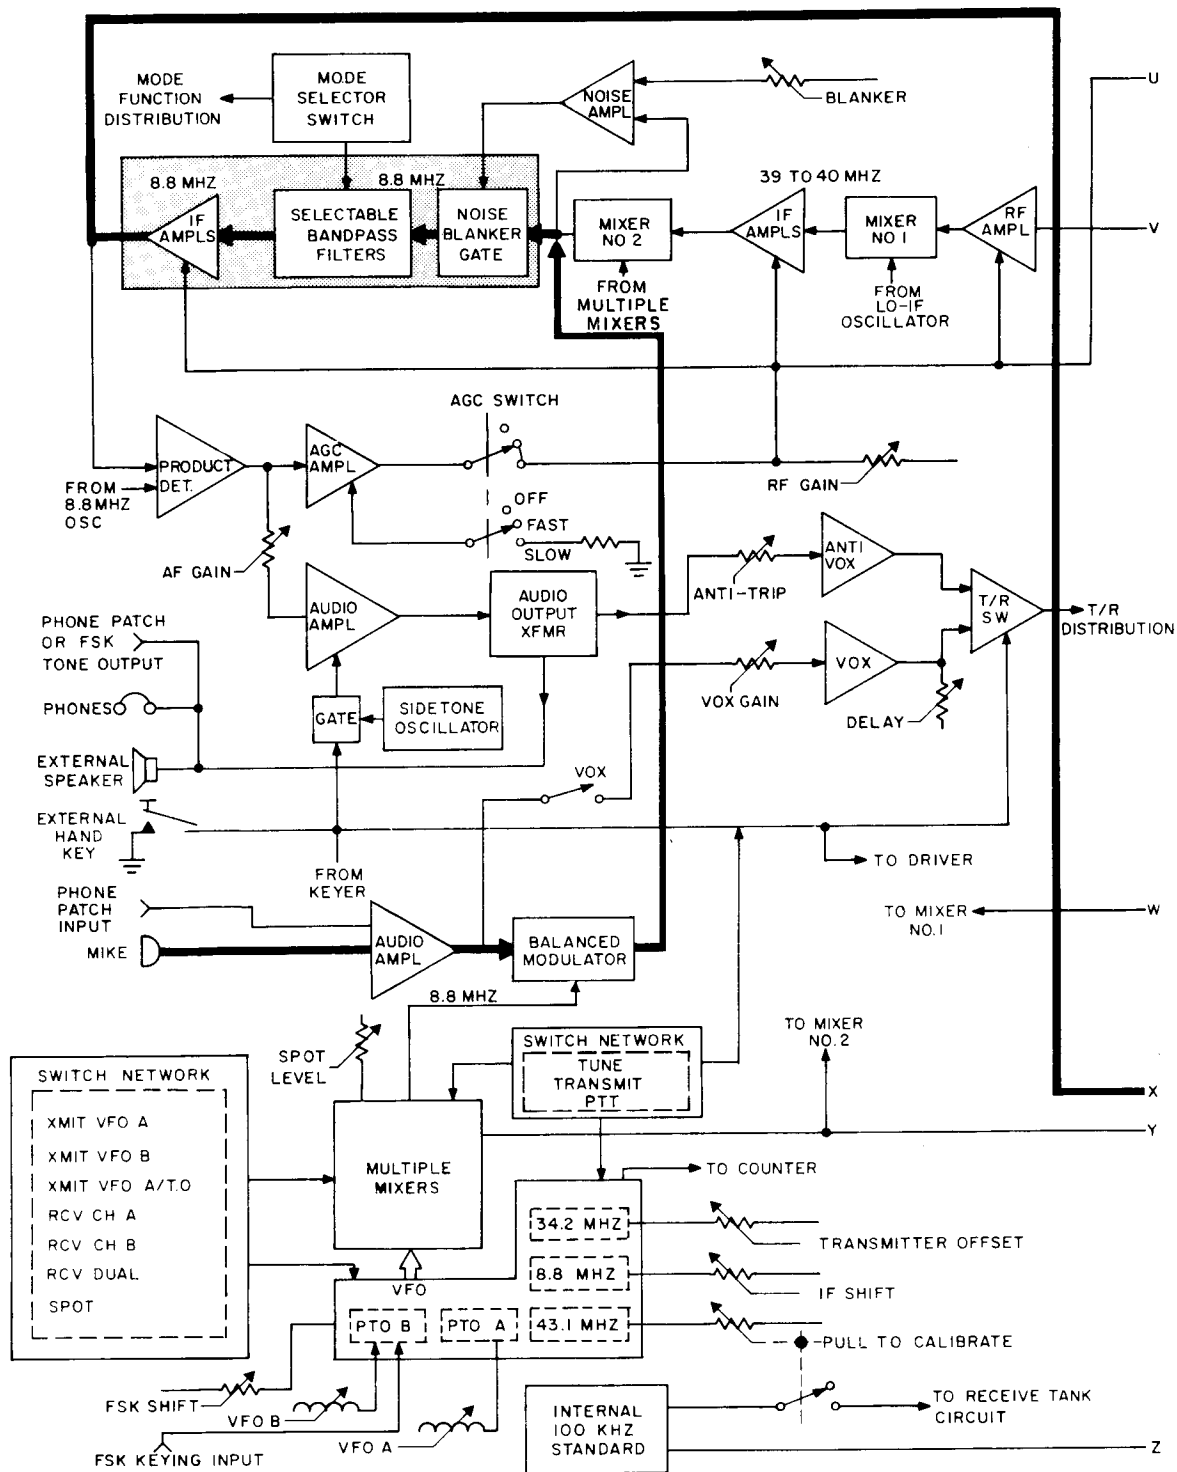 MODE
FUNCTION
DISTRIBUTION
MODE
SELECTOR
SWITCH
NOISE
AMPL
BLANKER
U
8.8 MHZ
IF
AMPLS
SELECTABLE
BANDPASS
FILTERS
8.8 MHZ
NOISE
BLANKER
GATE
MIXER
NO. 2
FROM
MULTIPLE
MIXERS
39 TO 40 MHZ
IF
AMPLS
MIXER
NO. 1
FROM
LO-IF
OSCILLATOR
RF
AMPL
V
AGC SWITCH
PRODUCT
DET.
FROM
8.8 MHZ
OSC
AGC
AMPL
OFF
FAST
SLOW
RF GAIN
AF GAIN
AUDIO
AMPL
AUDIO
OUTPUT
XFMR
ANTI-TRIP
ANTI
VOX
T/R
SW
T/R
DISTRIBUTION
PHONE PATCH
OR FSK
TONE OUTPUT
PHONES
GATE
SIDETONE
OSCILLATOR
VOX GAIN
VOX
DELAY
EXTERNAL
SPEAKER
VOX
EXTERNAL
HAND
KEY
FROM
KEYER
TO DRIVER
PHONE
PATCH
INPUT
MIKE
AUDIO
AMPL
BALANCED
MODULATOR
TO MIXER
NO. 1
W
8.8 MHZ
SPOT
LEVEL
SWITCH NETWORK
TUNE
TRANSMIT
PTT
TO MIXER
NO. 2
X
Y
SWITCH NETWORK
XMIT VFO A
XMIT VFO B
XMIT VFO A/T.O
RCV CH A
RCV CH B
RCV DUAL
SPOT
MULTIPLE
MIXERS
TO COUNTER
34.2 MHZ
TRANSMITTER OFFSET
8.8 MHZ
IF SHIFT
43.1 MHZ
PULL TO CALIBRATE
VFO
PTO B
PTO A
FSK SHIFT
VFO B
VFO A
FSK KEYING INPUT
INTERNAL
100 KHZ
STANDARD
TO RECEIVE TANK
CIRCUIT
Z